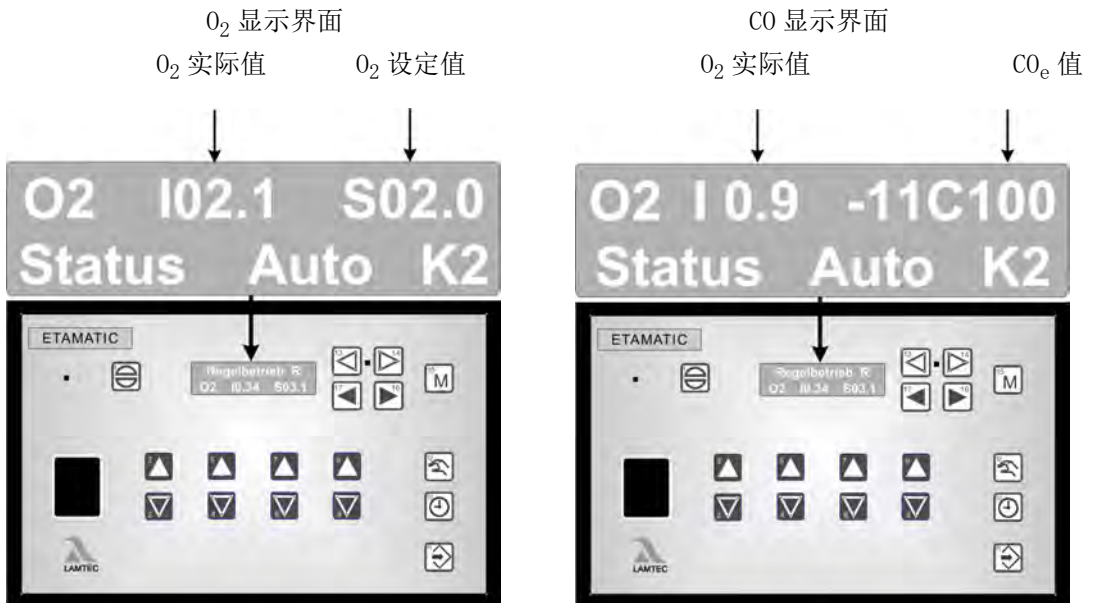 O₂ 显示界面
O₂ 实际值 O₂ 设定值
O2 I02.1 S02.0
Status Auto K2
ETAMATIC
Regelbetrieb R
O2 I0.34 S03.1
M
LAMTEC
CO 显示界面
O₂ 实际值 COₑ 值
O2 I 0.9 -11C100
Status Auto K2
ETAMATIC
Regelbetrieb R
O2 I0.34 S03.1
M
LAMTEC